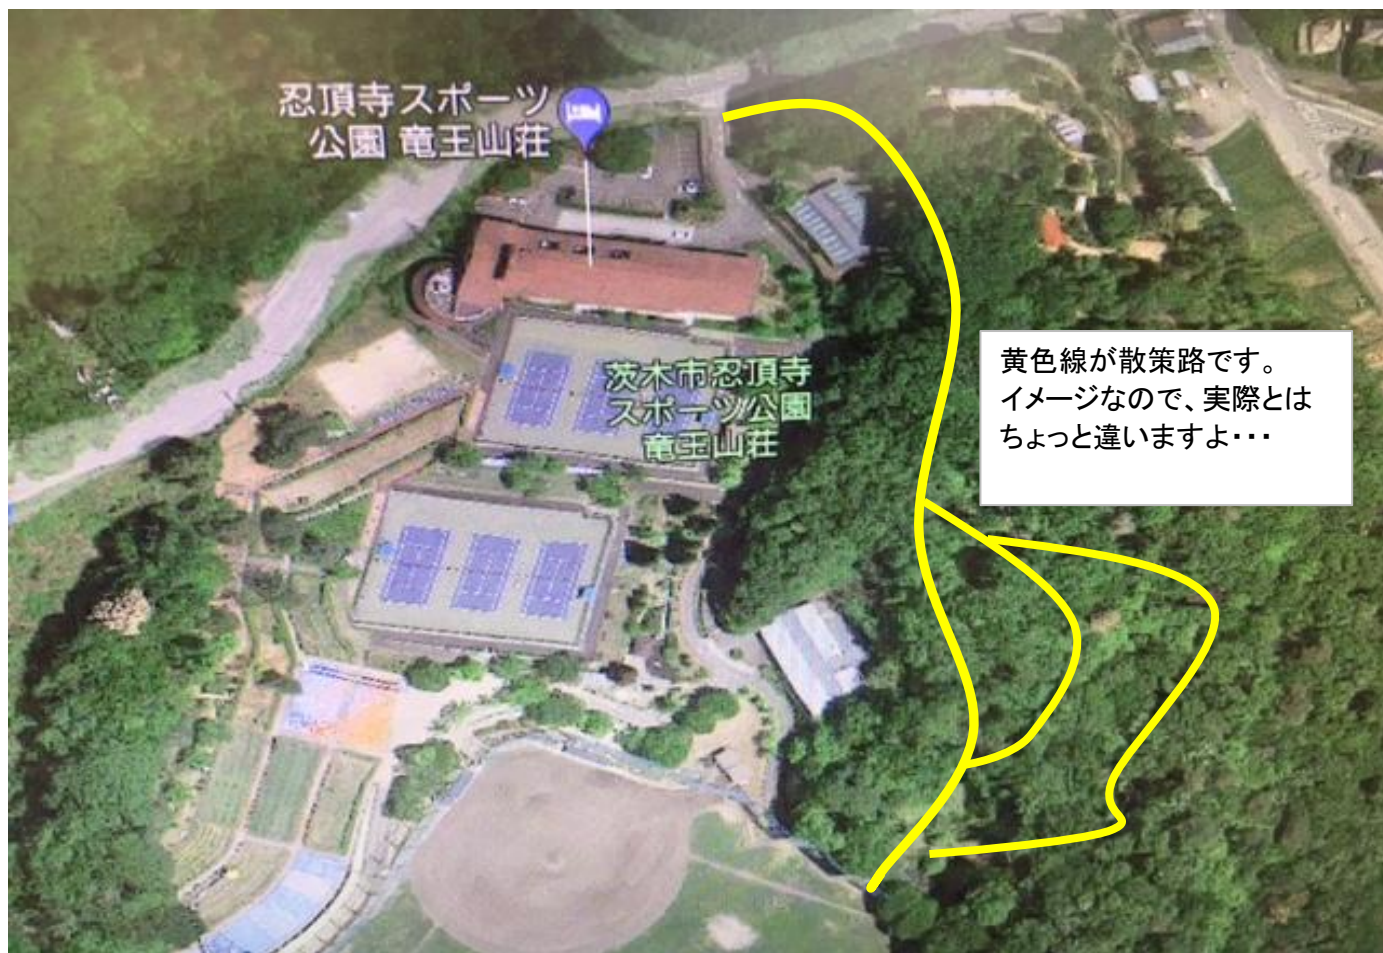 忍頂寺スポーツ
公園 竜王山荘
黄色線が散策路です。
イメージなので、実際とは
ちょっと違いますよ・・・
茨木市忍頂寺
スポーツ公園
竜王山荘